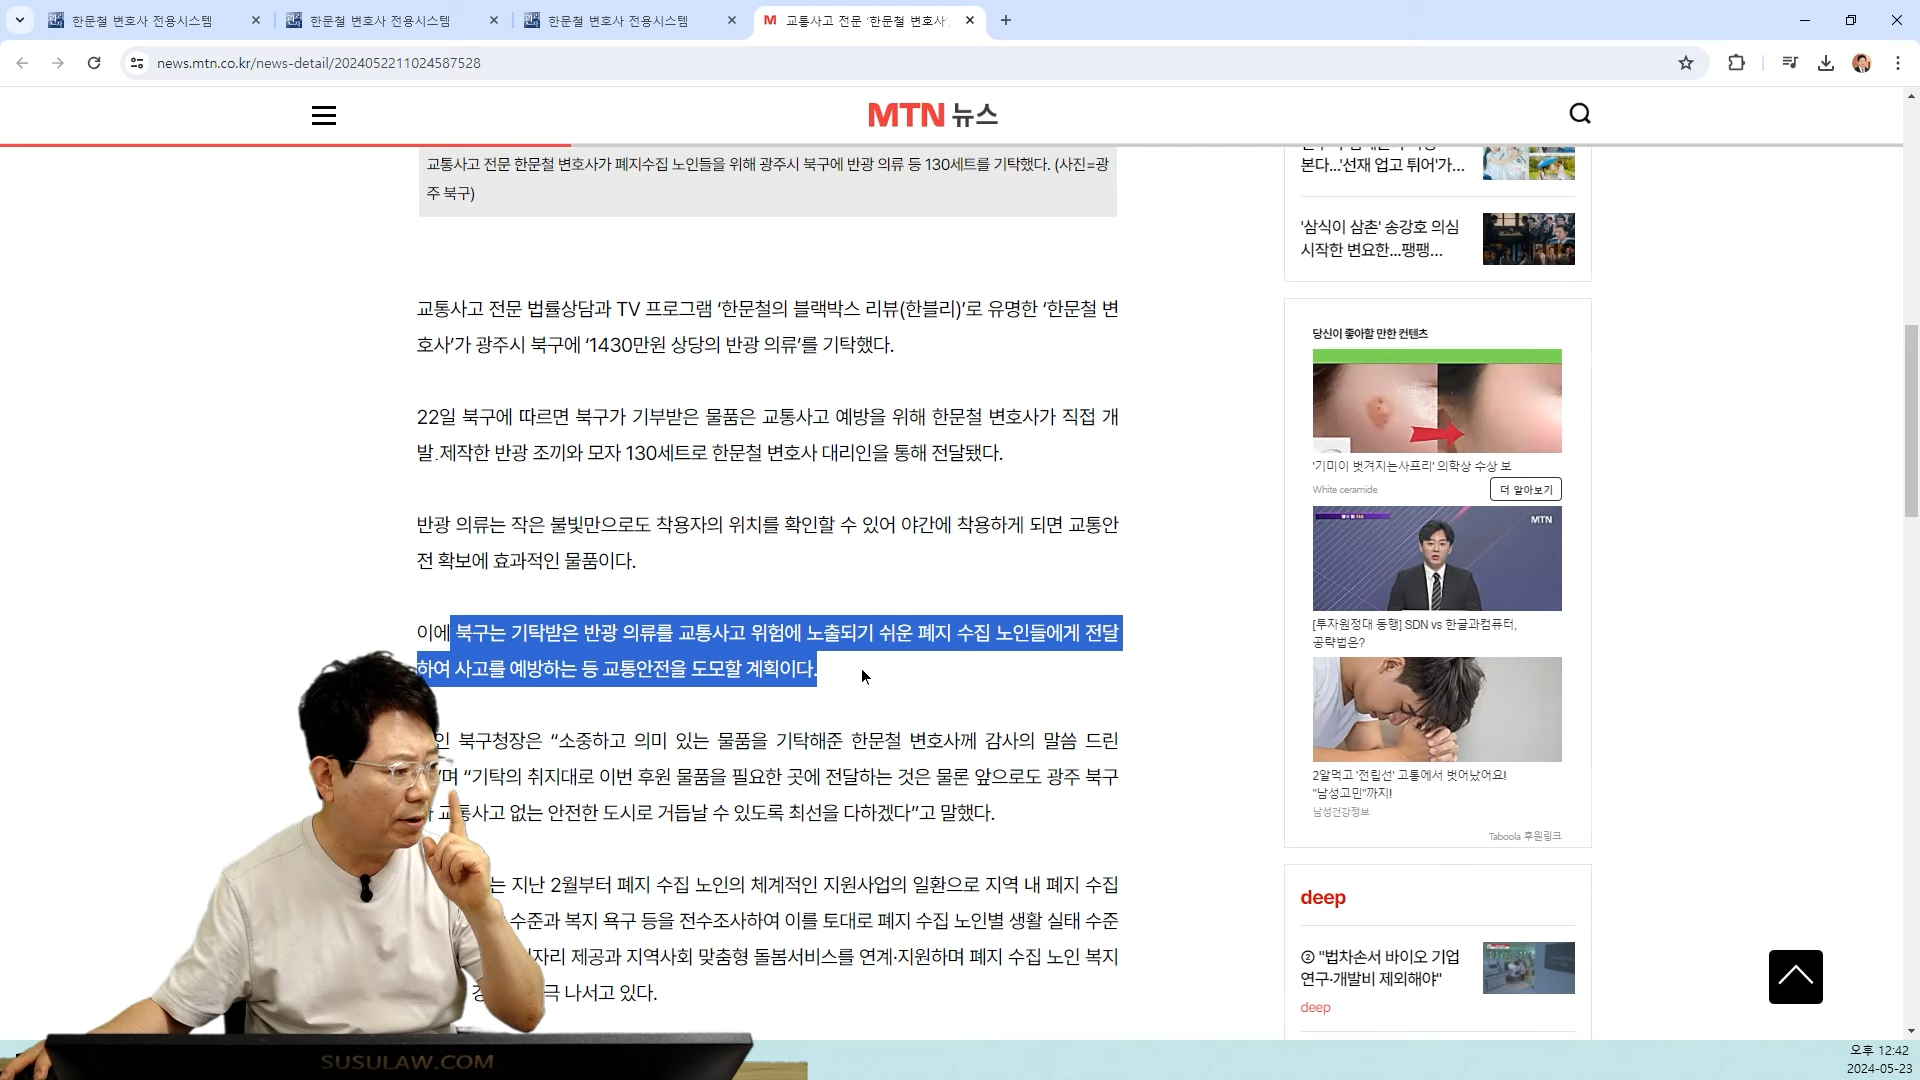 한문철 변호사 전용시스템
한문철 변호사 전용시스템
한문철 변호사 전용시스템
교통사고 전문 ‘한문철 변호사’
news.mtn.co.kr/news-detail/2024052211024587528
MTN 뉴스
교통사고 전문 한문철 변호사가 폐지수집 노인들을 위해 광주시 북구에 반광 의류 등 130세트를 기탁했다. (사진=광
주 북구)
교통사고 전문 법률상담과 TV 프로그램 ‘한문철의 블랙박스 리뷰(한블리)’로 유명한 ‘한문철 변
호사’가 광주시 북구에 ‘1430만원 상당의 반광 의류’를 기탁했다.
22일 북구에 따르면 북구가 기부받은 물품은 교통사고 예방을 위해 한문철 변호사가 직접 개
발.제작한 반광 조끼와 모자 130세트로 한문철 변호사 대리인을 통해 전달됐다.
반광 의류는 작은 불빛만으로도 착용자의 위치를 확인할 수 있어 야간에 착용하게 되면 교통안
전 확보에 효과적인 물품이다.
이에 북구는 기탁받은 반광 의류를 교통사고 위험에 노출되기 쉬운 폐지 수집 노인들에게 전달
하여 사고를 예방하는 등 교통안전을 도모할 계획이다.
인 북구청장은 “소중하고 의미 있는 물품을 기탁해준 한문철 변호사께 감사의 말씀 드린
”며 “기탁의 취지대로 이번 후원 물품을 필요한 곳에 전달하는 것은 물론 앞으로도 광주 북구
교통사고 없는 안전한 도시로 거듭날 수 있도록 최선을 다하겠다”고 말했다.
는 지난 2월부터 폐지 수집 노인의 체계적인 지원사업의 일환으로 지역 내 폐지 수집
수준과 복지 욕구 등을 전수조사하여 이를 토대로 폐지 수집 노인별 생활 실태 수준
자리 제공과 지역사회 맞춤형 돌봄서비스를 연계·지원하며 폐지 수집 노인 복지
극 나서고 있다.
본다...'선재 업고 튀어'가...
'삼식이 삼촌' 송강호 의심
시작한 변요한...팽팽...
당신이 좋아할 만한 컨텐츠
'기미이 벗겨지는사프리' 의학상 수상 보
White ceramide
더 알아보기
MTN
[투자원정대 동행] SDN vs 한글과컴퓨터,
공략법은?
2알먹고 '전립선' 고통에서 벗어났어요!
"남성고민"까지!
남성건강정보
Taboola 후원링크
deep
② "법차손서 바이오 기업
연구·개발비 제외해야"
deep
SUSULAW.COM
오후 12:42
2024-05-23